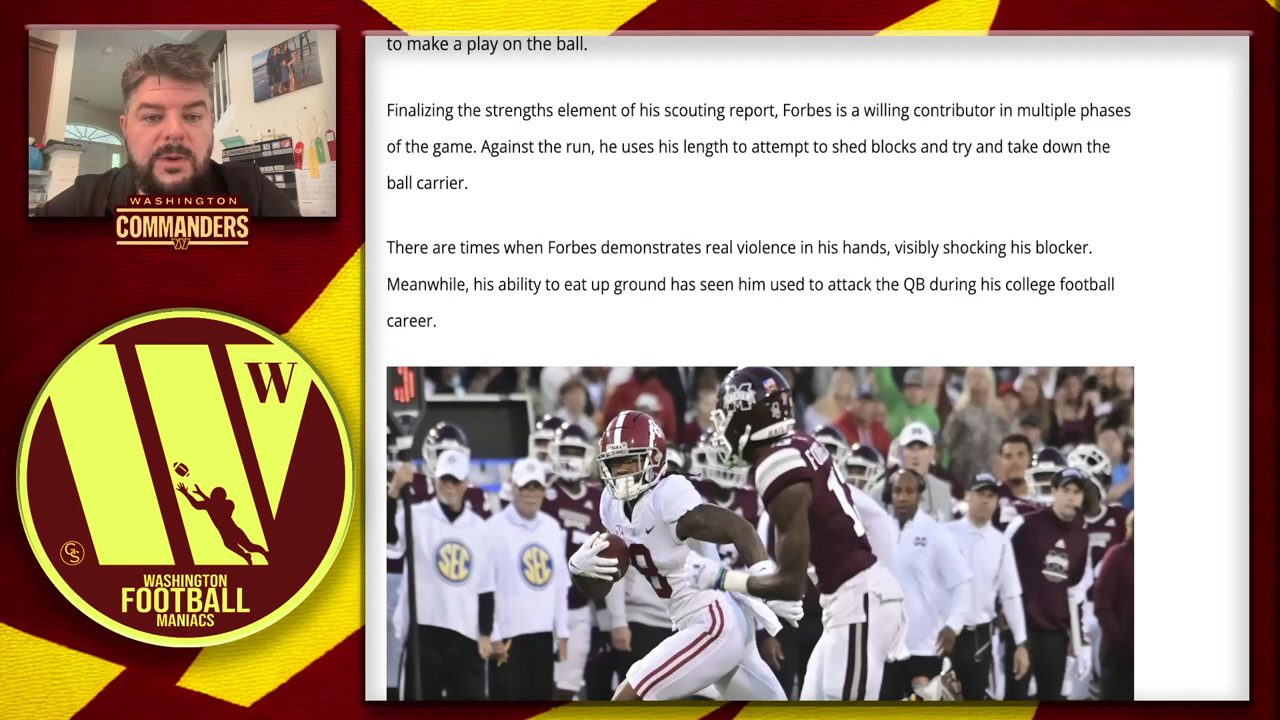 to make a play on the ball.
Finalizing the strengths element of his scouting report, Forbes is a willing contributor in multiple phases
of the game. Against the run, he uses his length to attempt to shed blocks and try and take down the
ball carrier.
There are times when Forbes demonstrates real violence in his hands, visibly shocking his blocker.
Meanwhile, his ability to eat up ground has seen him used to attack the QB during his college football
career.
WASHINGTON
COMMANDERS
W
W
WASHINGTON
FOOTBALL
MANIACS
SEC
SEC
M
8